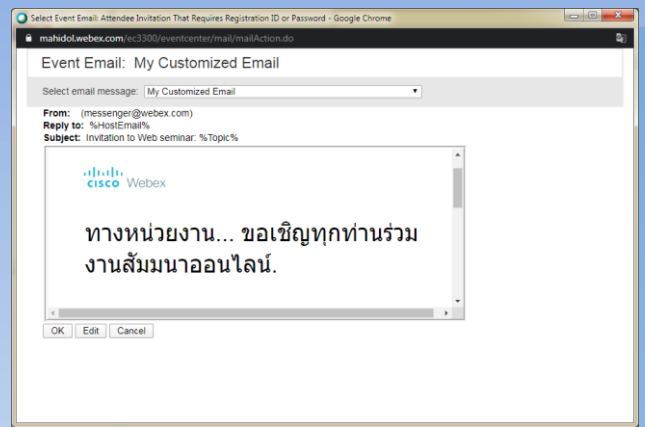 Select Event Email: Attendee Invitation That Requires Registration ID or Password - Google Chrome
mahidol.webex.com/ec3300/eventcenter/mail/mailAction.do
Event Email: My Customized Email
Select email message: My Customized Email
From: (messenger@webex.com)
Reply to: %HostEmail%
Subject: Invitation to Web seminar: %Topic%
CISCO Webex
ทางหน่วยงาน... ขอเชิญทุกท่านร่วม
งานสัมมนาออนไลน์.
OK Edit Cancel